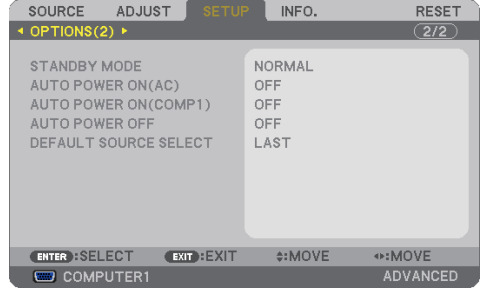 SOURCE ADJUST SETUP INFO. RESET
OPTIONS(2) 2/2
STANDBY MODE NORMAL
AUTO POWER ON(AC) OFF
AUTO POWER ON(COMP1) OFF
AUTO POWER OFF OFF
DEFAULT SOURCE SELECT LAST
ENTER:SELECT EXIT:EXIT :MOVE :MOVE
COMPUTER1 ADVANCED